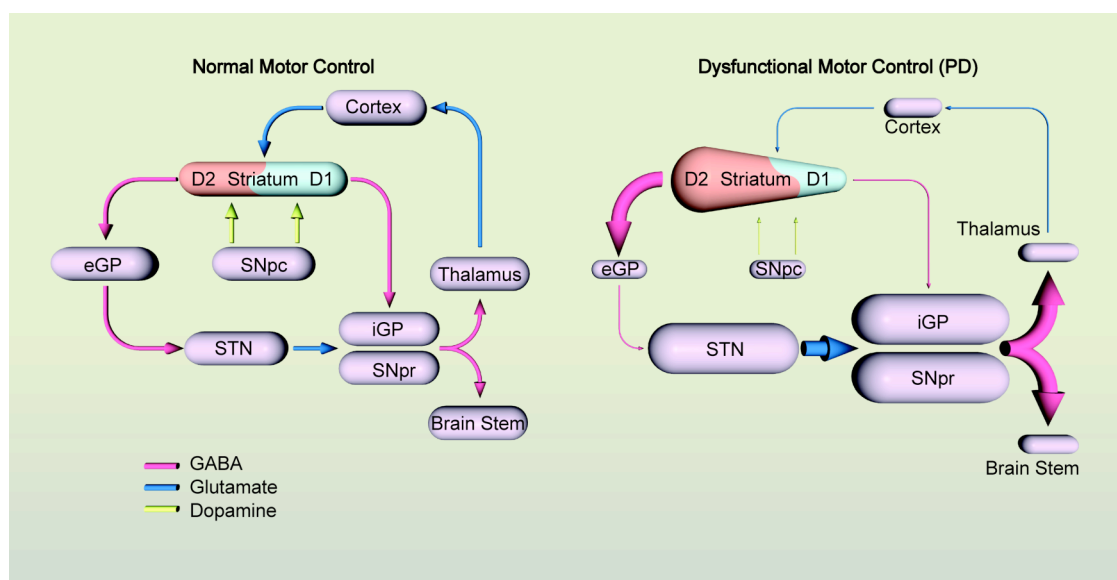 Normal Motor Control
Cortex
D2 Striatum D1
eGP
SNpc
Thalamus
STN
iGP
SNpr
Brain Stem
GABA
Glutamate
Dopamine
Dysfunctional Motor Control (PD)
Cortex
D2 Striatum D1
Thalamus
eGP
SNpc
iGP
STN
SNpr
Brain Stem